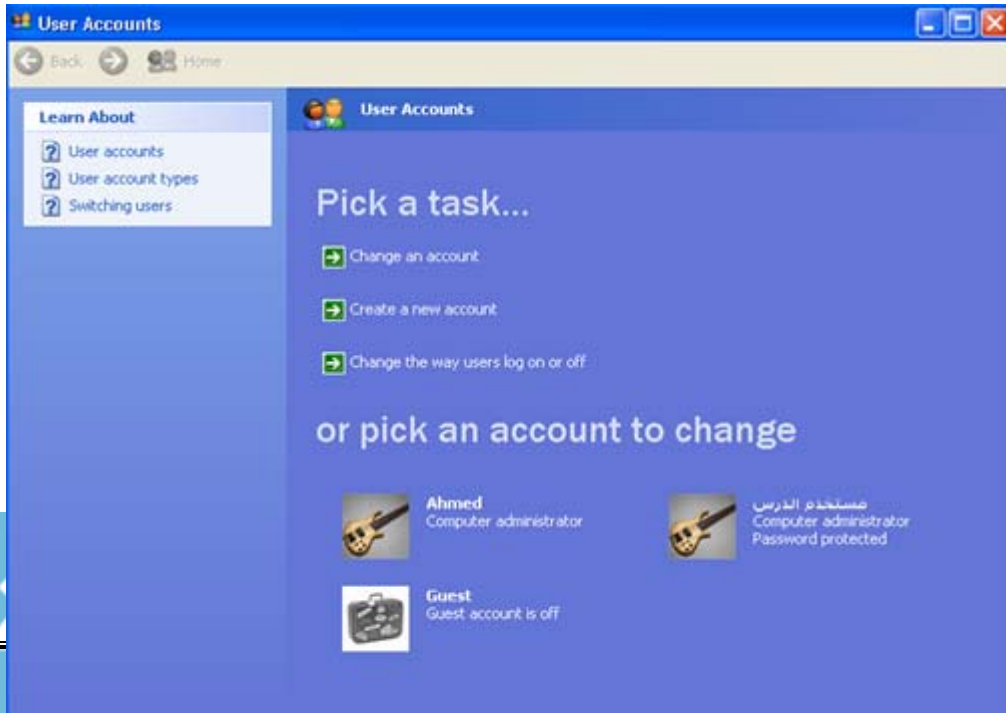 User Accounts
Back
Home
Learn About
User accounts
User account types
Switching users
User Accounts
Pick a task...
Change an account
Create a new account
Change the way users log on or off
or pick an account to change
Ahmed
Computer administrator
مستخدم الدرس
Computer administrator
Password protected
Guest
Guest account is off